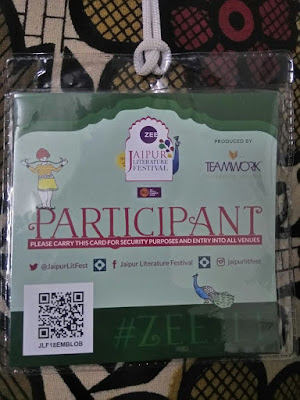 ZEE
JAIPUR
LITERATURE
FESTIVAL
PRODUCED BY
TEAMWORK
PARTICIPANT
PLEASE CARRY THIS CARD FOR SECURITY PURPOSES AND ENTRY INTO ALL VENUES
@JaipurLitFest
Jaipur Literature Festival
@jaipurlitfest
JLF18EMBLOB